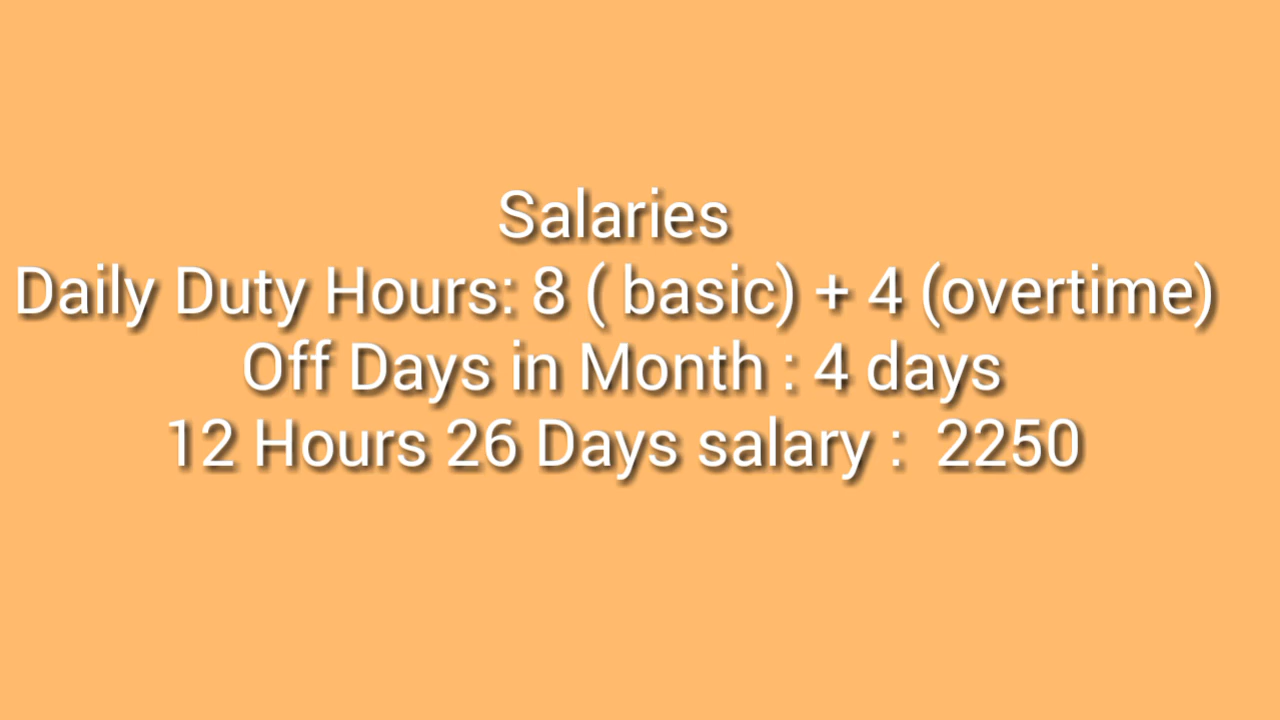 Salaries
Daily Duty Hours: 8 ( basic) + 4 (overtime)
Off Days in Month : 4 days
12 Hours 26 Days salary :  2250